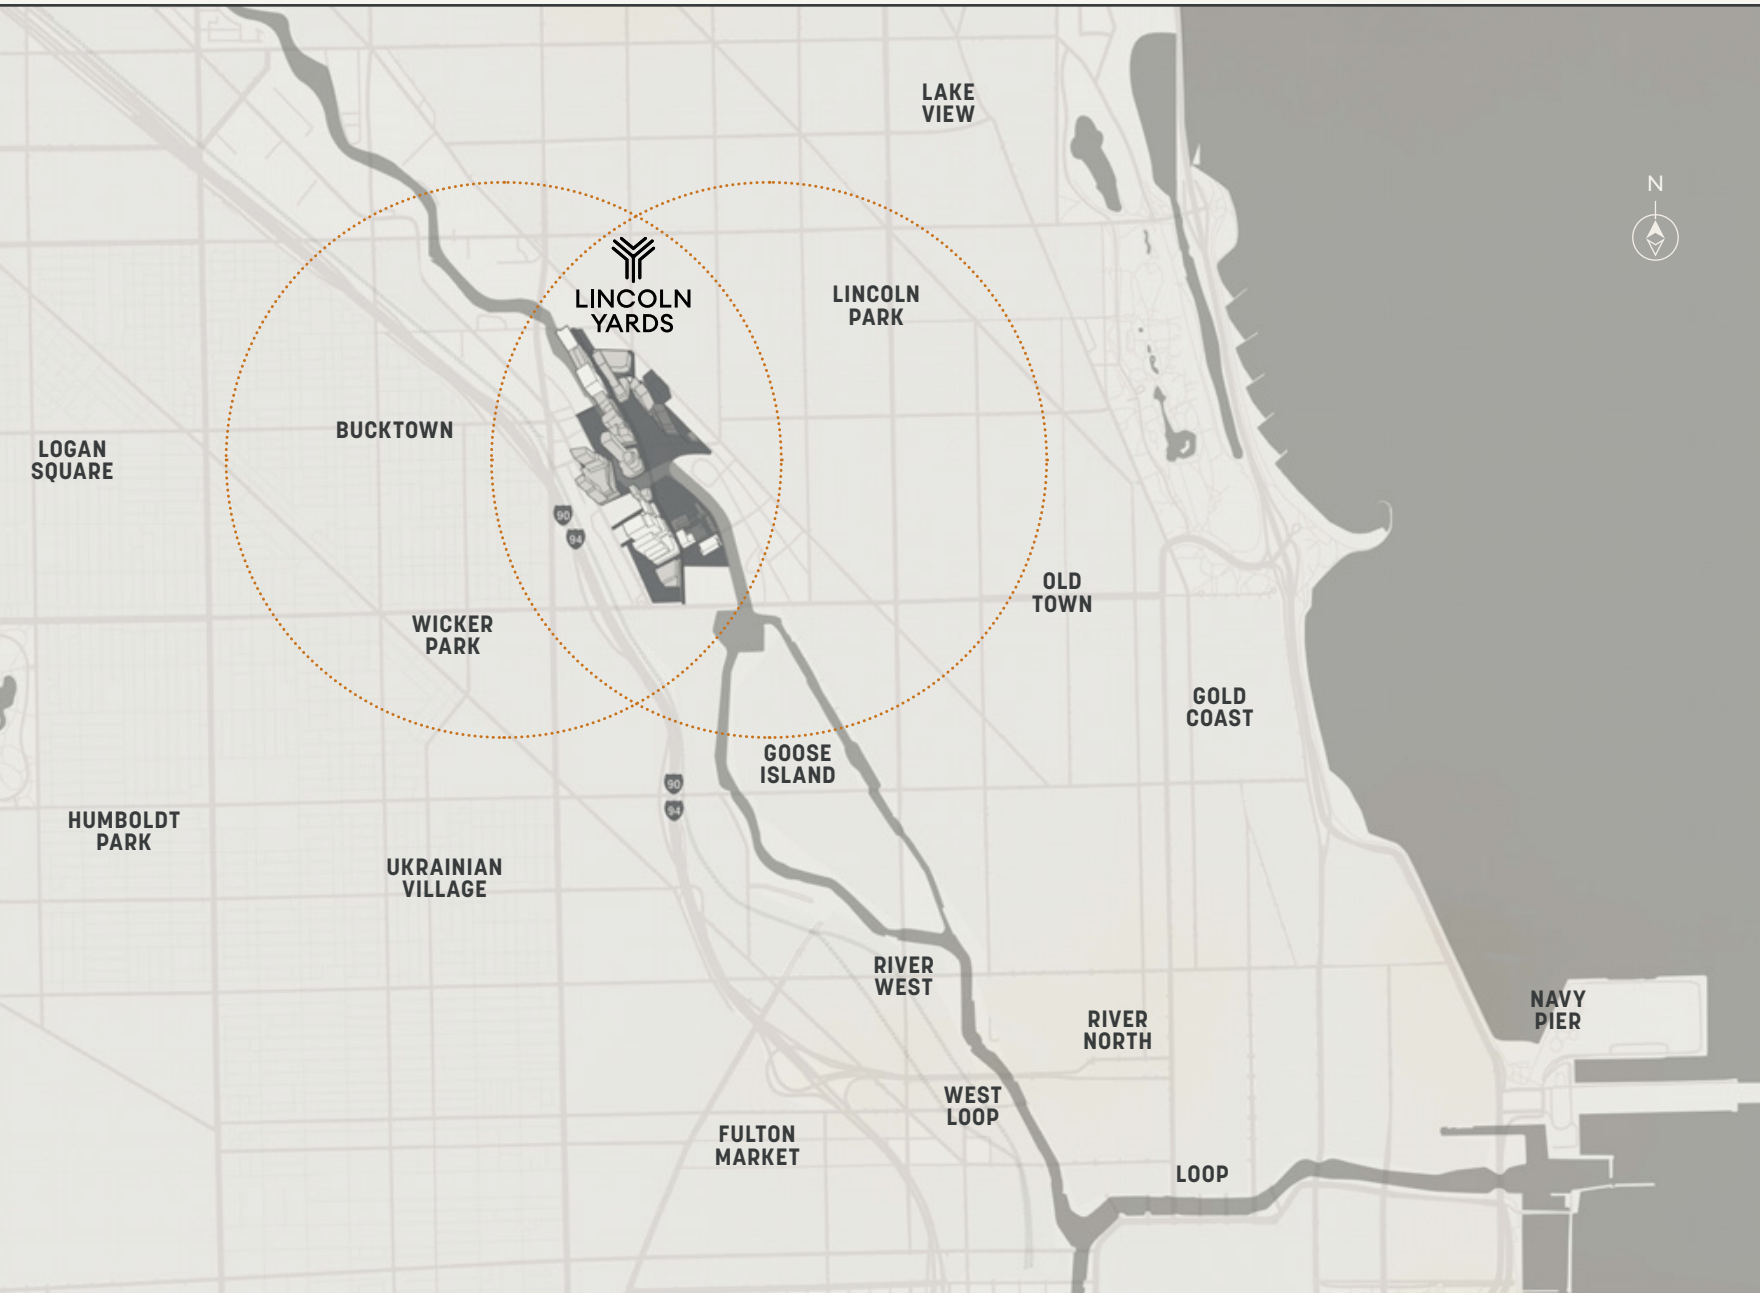 LAKE
VIEW
N
LINCOLN
YARDS
LINCOLN
PARK
BUCKTOWN
LOGAN
SQUARE
90
94
OLD
TOWN
WICKER
PARK
GOLD
COAST
GOOSE
ISLAND
90
94
HUMBOLDT
PARK
UKRAINIAN
VILLAGE
RIVER
WEST
NAVY
PIER
RIVER
NORTH
WEST
LOOP
FULTON
MARKET
LOOP